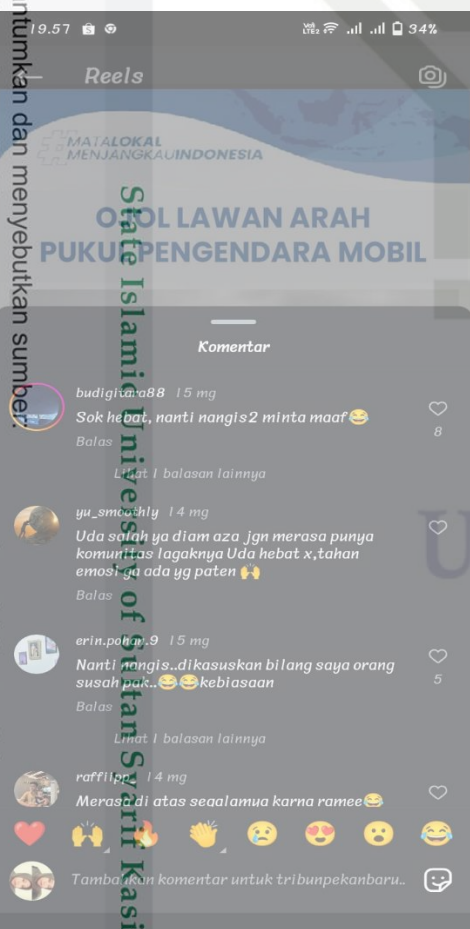 19.57
VoO LTE2 34%
Reels
#MATALOKAL
MENJANGKAUINDONESIA
OJOL LAWAN ARAH
PUKUL PENGENDARA MOBIL
Komentar
budigitara88 15 mg
Sok hebat, nanti nangis2 minta maaf😂
8
Balas
Lihat 1 balasan lainnya
yu_smoothly 14 mg
Uda salah ya diam aza jgn merasa punya
komunitas lagaknya Uda hebat x,tahan
emosi ga ada yg paten 🙌
Balas
erin.pohan.9 15 mg
Nanti nangis..dikasuskan bilang saya orang
susah pak..😂😂kebiasaan
5
Balas
Lihat 1 balasan lainnya
raffiipp_ 14 mg
Merasa di atas segalamya karna ramee😂
❤️ 🙌 🔥 👏 😢 😍 😮 😂
Tambahkan komentar untuk tribunpekanbaru..
ntumkan dan menyebutkan sumber.
State Islamic University of Sultan Syarif Kasi
U